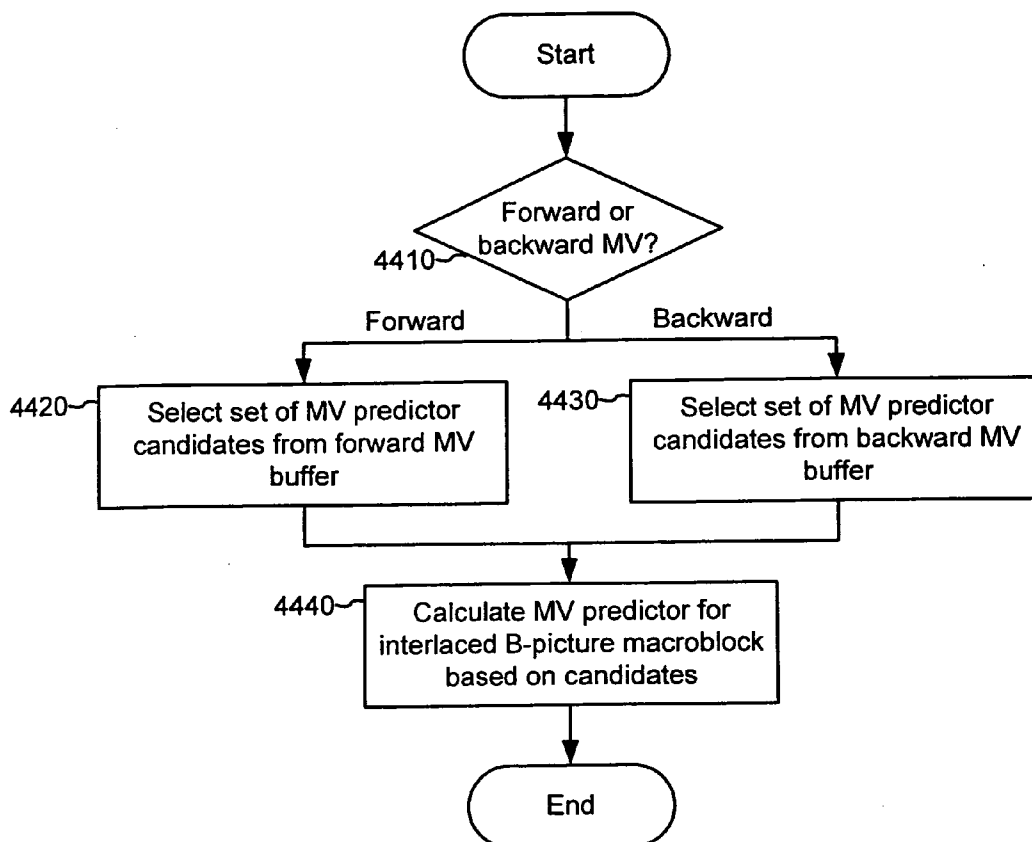 Start
Forward or
backward MV?
4410
Forward
Backward
4420
Select set of MV predictor
candidates from forward MV
buffer
4430
Select set of MV predictor
candidates from backward MV
buffer
4440
Calculate MV predictor for
interlaced B-picture macroblock
based on candidates
End